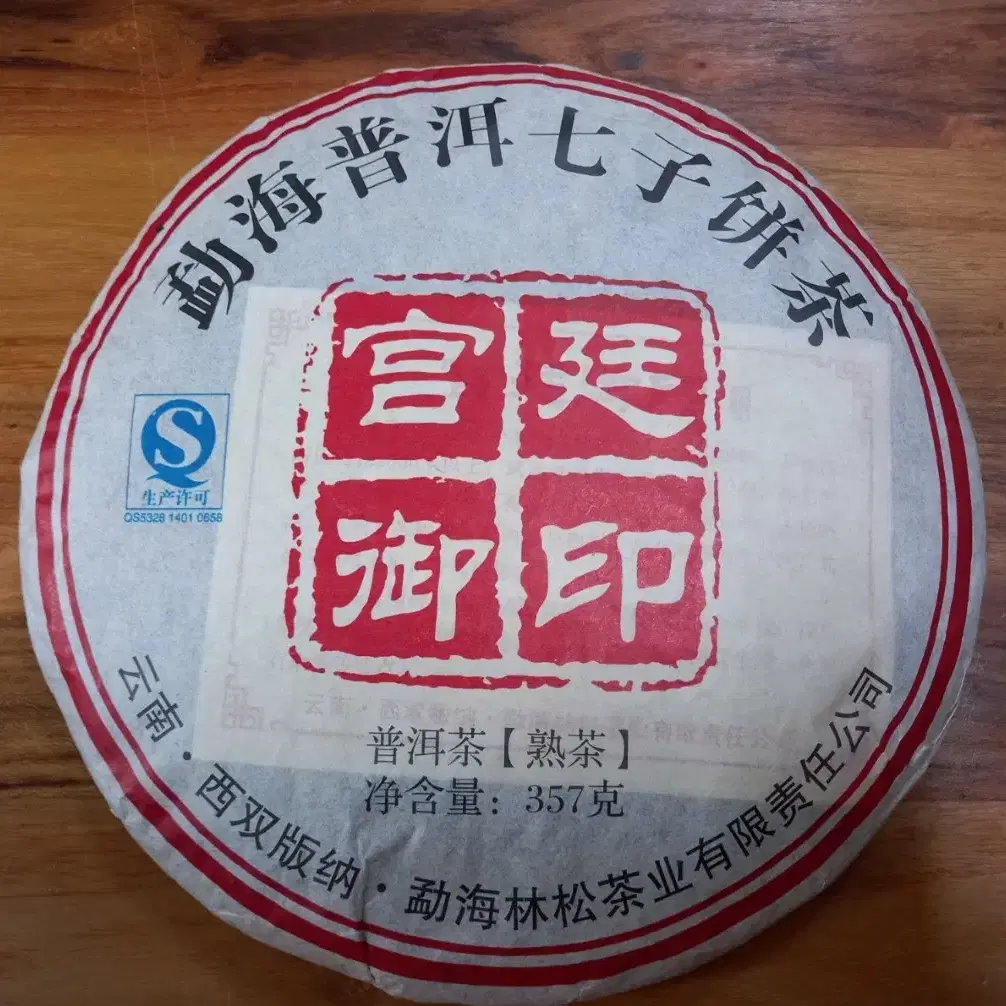 勐海普洱七子饼茶
宫廷
御印
生产许可
QS5328 1401 0658
普洱茶【熟茶】
净含量：357克
云南·西双版纳·勐海林松茶业有限责任公司